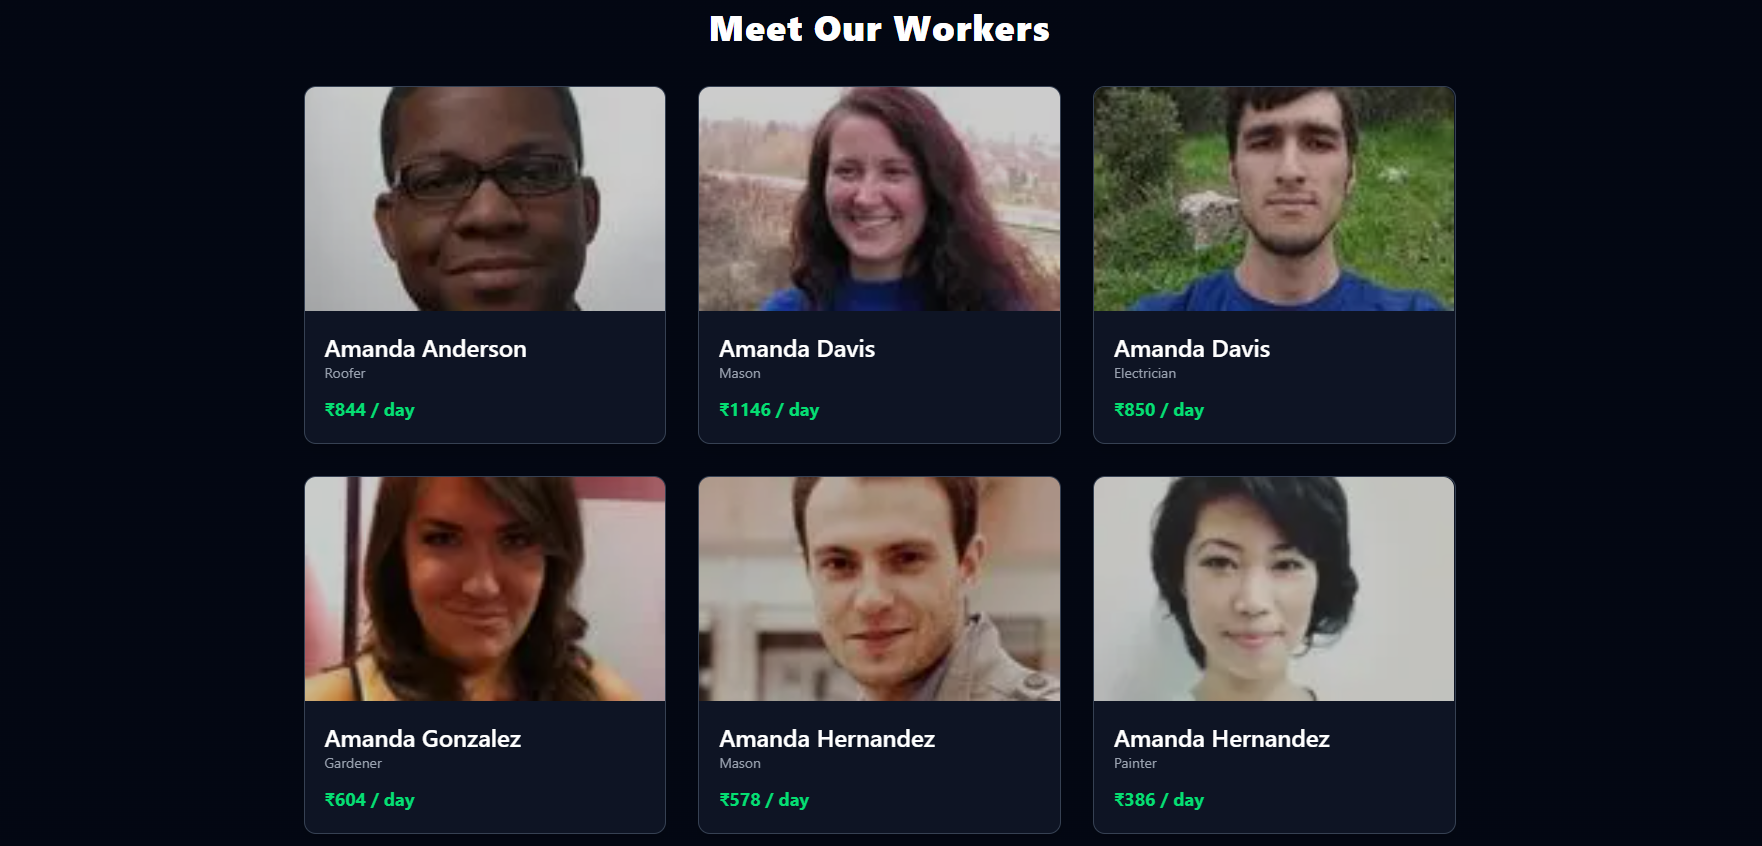 Meet Our Workers
Amanda Anderson
Roofer
₹844 / day
Amanda Davis
Mason
₹1146 / day
Amanda Davis
Electrician
₹850 / day
Amanda Gonzalez
Gardener
₹604 / day
Amanda Hernandez
Mason
₹578 / day
Amanda Hernandez
Painter
₹386 / day